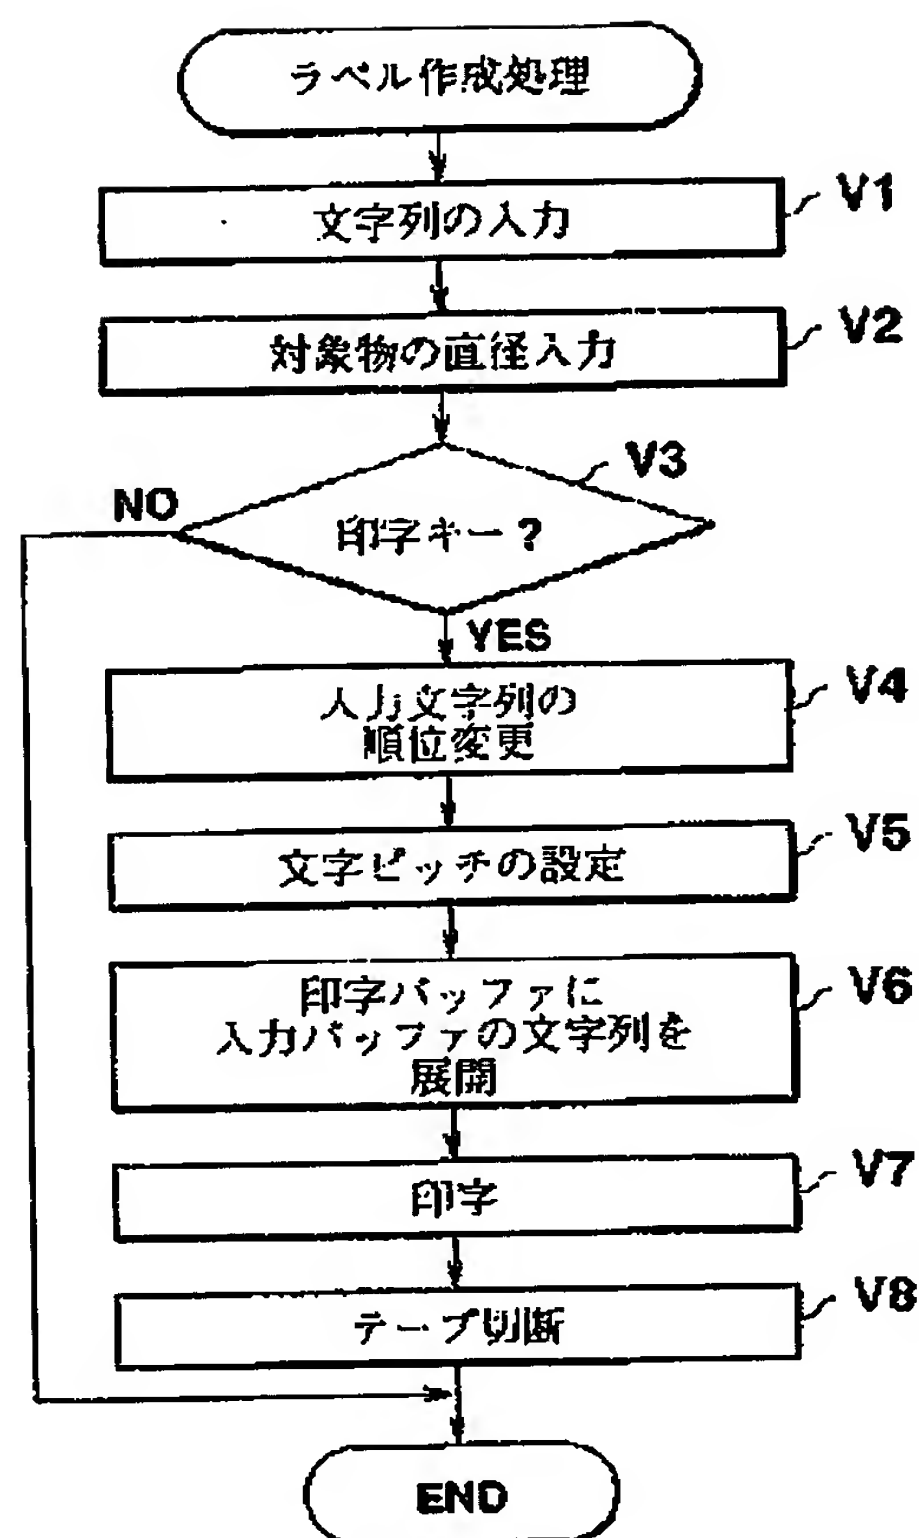 ラベル作成処理
文字列の入力
V1
対象物の直径入力
V2
V3
NO
印字キー?
YES
入力文字列の
順位変更
V4
文字ピッチの設定
V5
印字バッファに
入力バッファの文字列を
展開
V6
印字
V7
テープ切断
V8
END